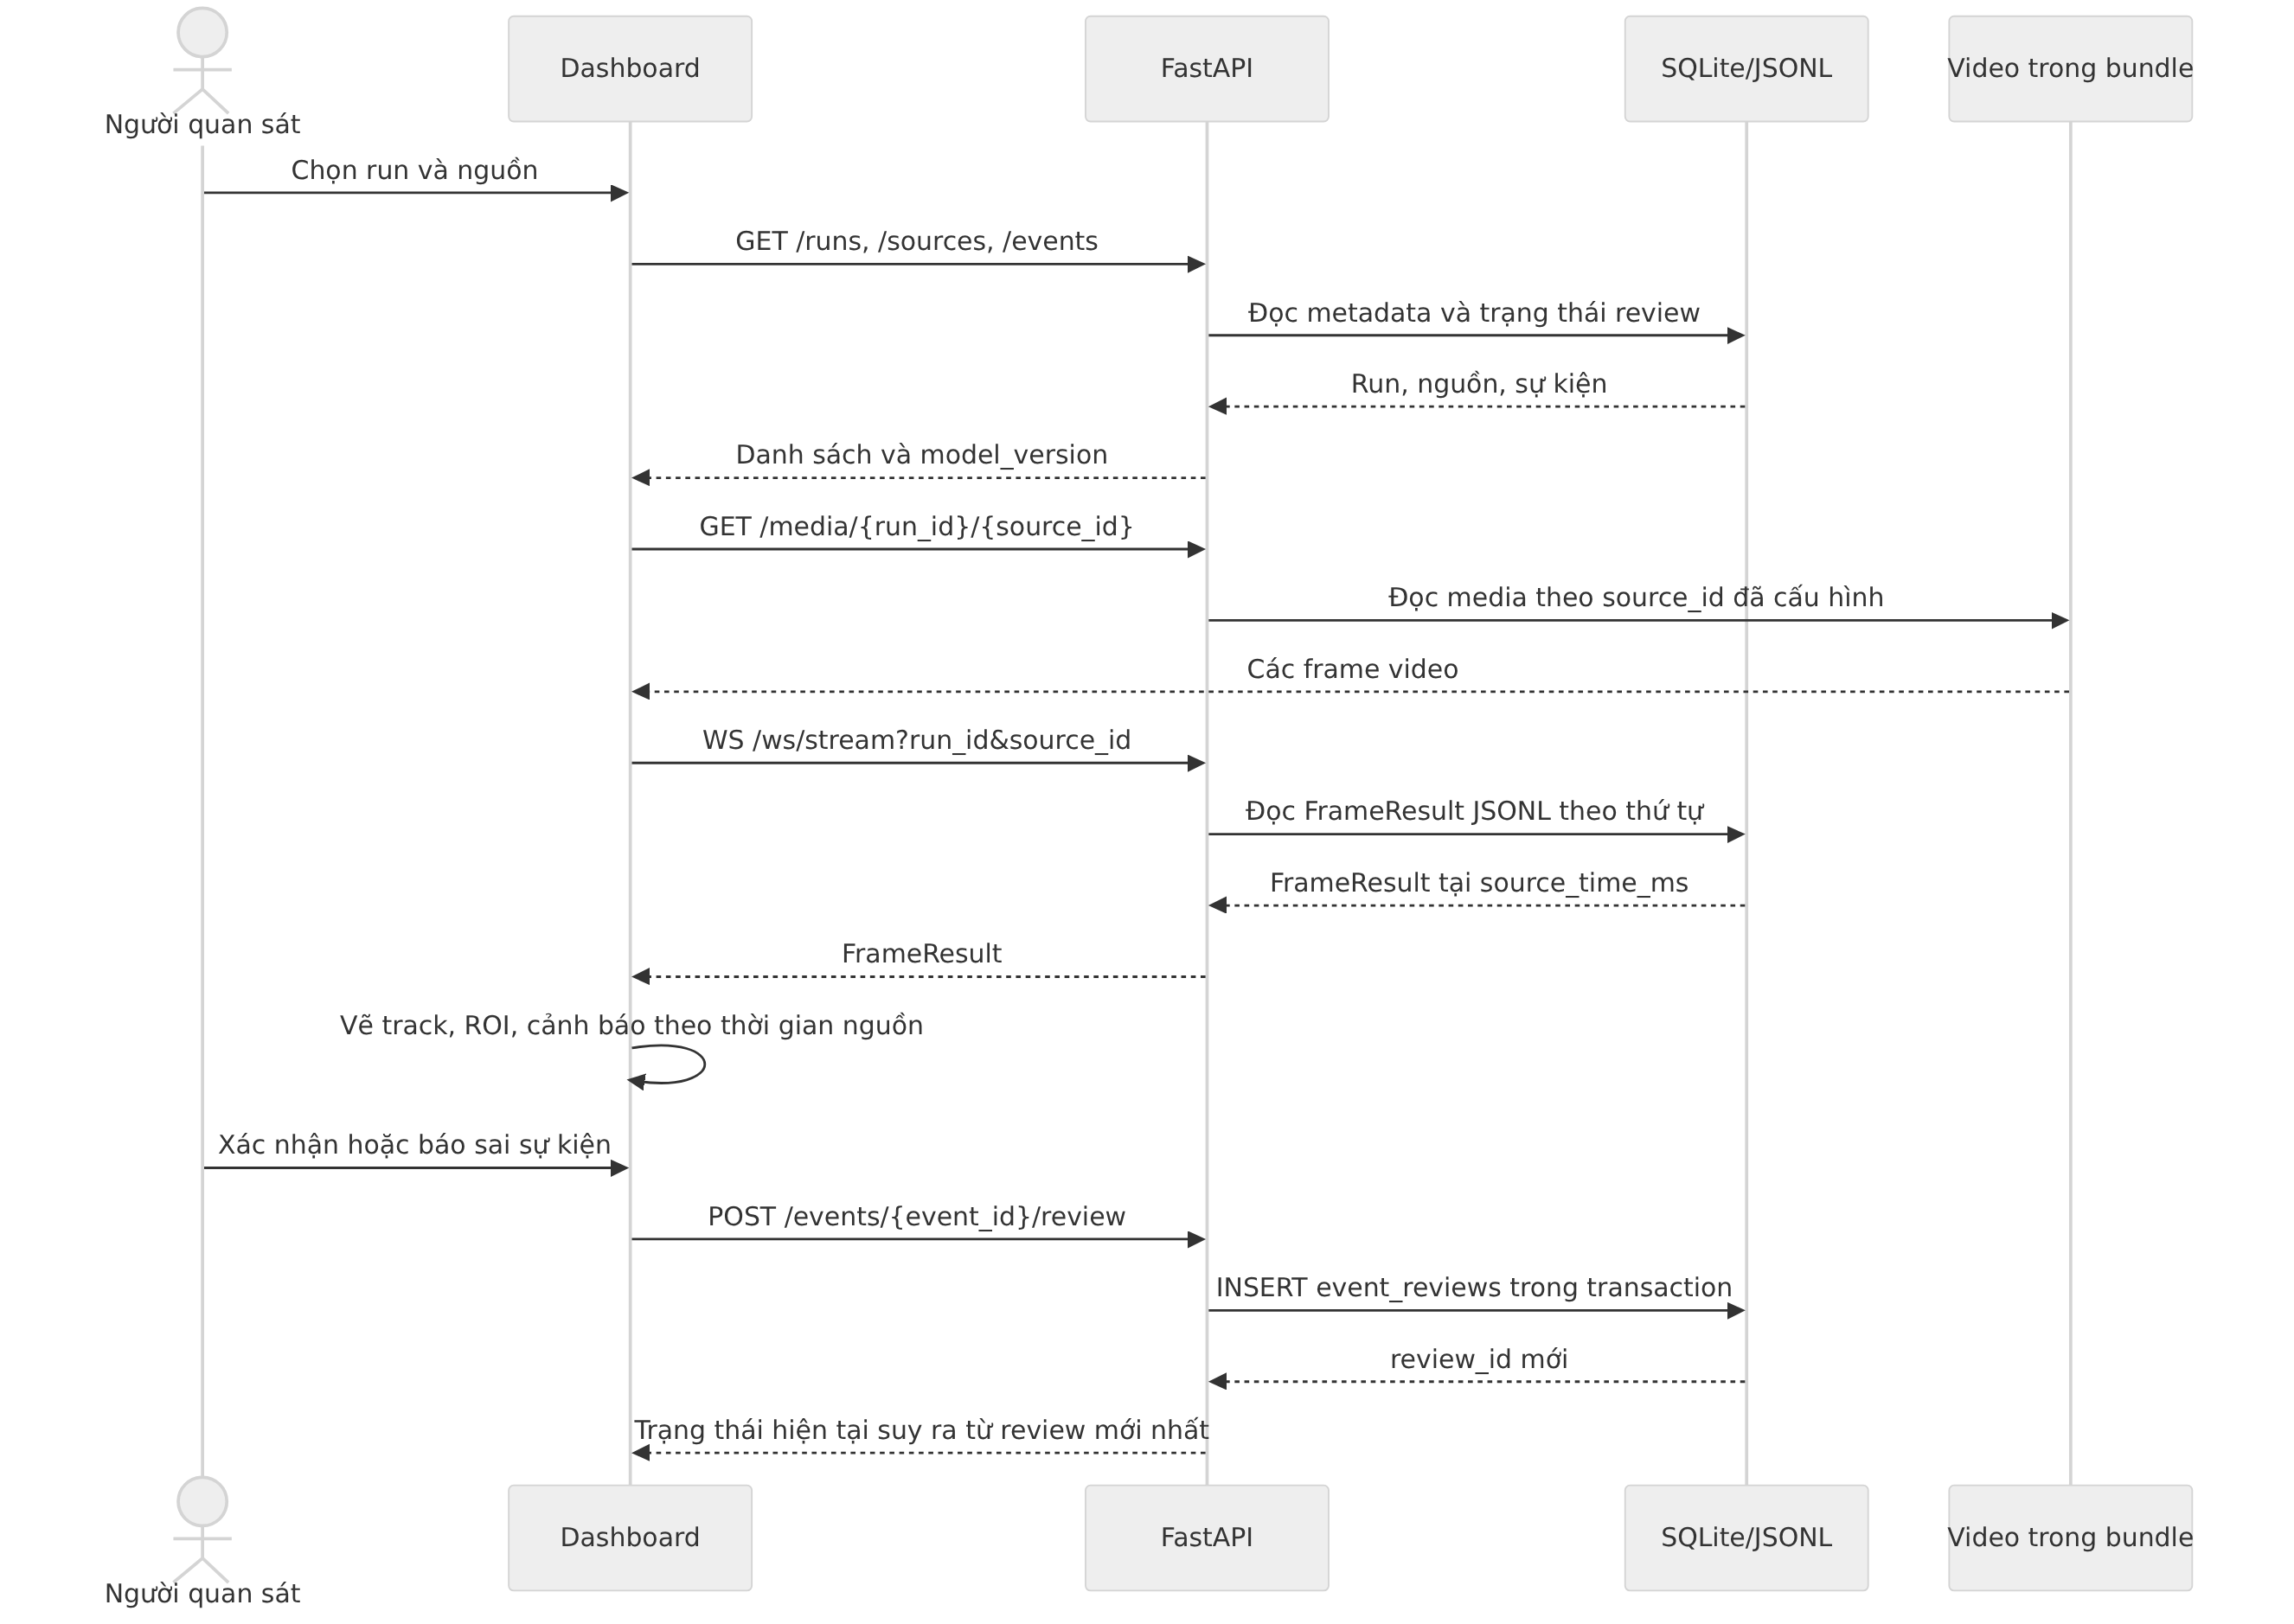 Người quan sát
Dashboard
FastAPI
SQLite/JSONL
Video trong bundle
Chọn run và nguồn
GET /runs, /sources, /events
Đọc metadata và trạng thái review
Run, nguồn, sự kiện
Danh sách và model_version
GET /media/{run_id}/{source_id}
Đọc media theo source_id đã cấu hình
Các frame video
WS /ws/stream?run_id&source_id
Đọc FrameResult JSONL theo thứ tự
FrameResult tại source_time_ms
FrameResult
Vẽ track, ROI, cảnh báo theo thời gian nguồn
Xác nhận hoặc báo sai sự kiện
POST /events/{event_id}/review
INSERT event_reviews trong transaction
review_id mới
Trạng thái hiện tại suy ra từ review mới nhất
Người quan sát
Dashboard
FastAPI
SQLite/JSONL
Video trong bundle